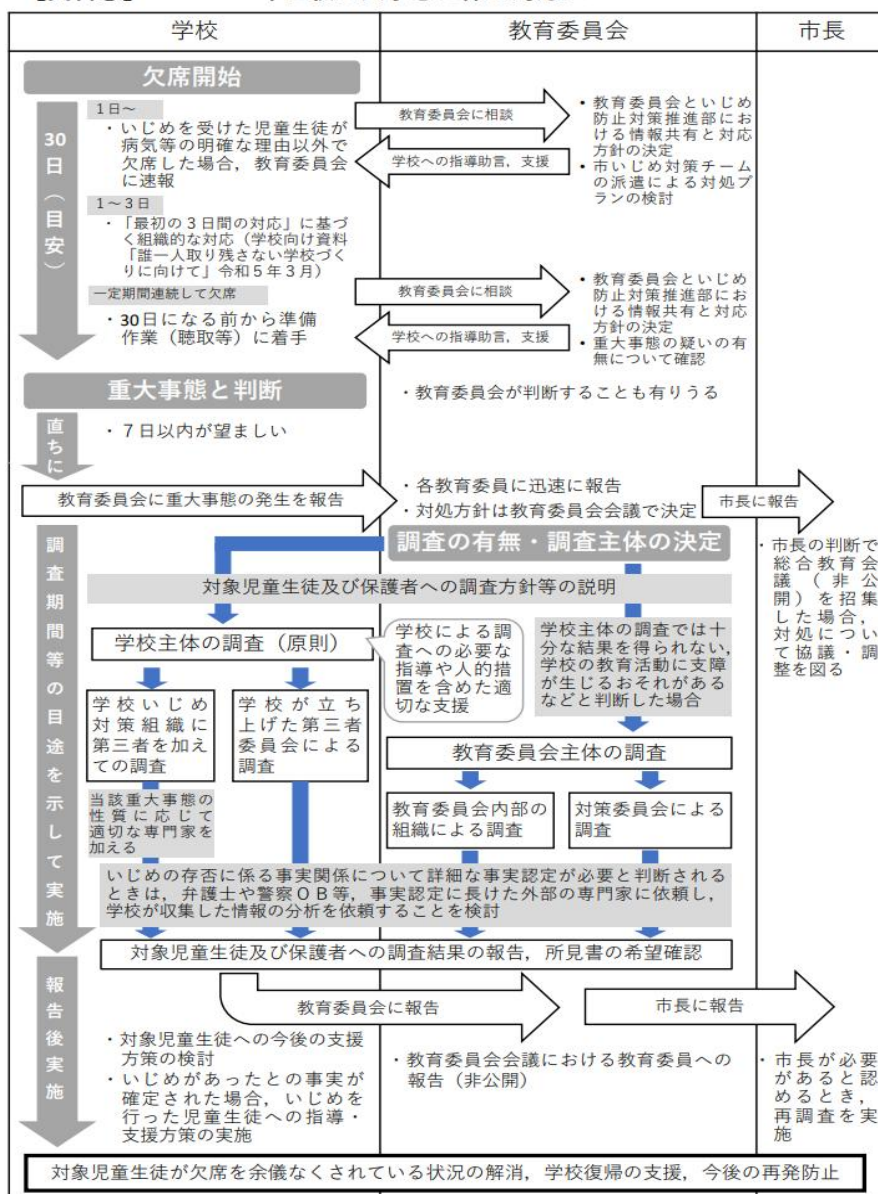 学校
教育委員会
市長
欠席開始
30日（目安）
1日～
・いじめを受けた児童生徒が
病気等の明確な理由以外で
欠席した場合，教育委員会
に速報
1～3日
・「最初の3日間の対応」に基づ
く組織的な対応（学校向け資料
「誰一人取り残さない学校づく
りに向けて」令和5年3月）
一定期間連続して欠席
・30日になる前から準備
作業（聴取等）に着手
教育委員会に相談
学校への指導助言，支援
・教育委員会といじめ
防止対策推進部にお
ける情報共有と対応
方針の決定
・市いじめ対策チーム
の派遣による対処プ
ランの検討
教育委員会に相談
学校への指導助言，支援
・教育委員会といじめ
防止対策推進部にお
ける情報共有と対応
方針の決定
・重大事態の疑いの有
無について確認
重大事態と判断
・教育委員会が判断することも有りうる
直ちに
・7日以内が望ましい
教育委員会に重大事態の発生を報告
・各教育委員に迅速に報告
・対処方針は教育委員会会議で決定
市長に報告
調査期間等の目途を示して実施
調査の有無・調査主体の決定
・市長の判断で
総合教育会
議（非公
開）を招集
した場合，
対処につい
て協議・調
整を図る
対象児童生徒及び保護者への調査方針等の説明
学校主体の調査（原則）
学校による調
査への必要な
指導や人的措
置を含めた適
切な支援
学校主体の調査では十
分な結果を得られない，
学校の教育活動に支障
が生じるおそれがある
などと判断した場合
学校いじめ
対策組織に
第三者を加え
ての調査
学校が立ち
上げた第三者
委員会による
調査
教育委員会主体の調査
当該重大事態の
性質に応じて
適切な専門家を
加える
教育委員会内部の
組織による調査
対策委員会による
調査
いじめの存否に係る事実関係について詳細な事実認定が必要と判断される
ときは，弁護士や警察OB等，事実認定に長けた外部の専門家に依頼し，
学校が収集した情報の分析を依頼することを検討
対象児童生徒及び保護者への調査結果の報告，所見書の希望確認
報告後実施
教育委員会に報告
市長に報告
・対象児童生徒への今後の支援
方策の検討
・いじめがあったとの事実が
確定された場合，いじめを
行った児童生徒への指導・
支援方策の実施
・教育委員会会議における教育委員への
報告（非公開）
・市長が必要
があると認
めるとき，
再調査を実
施
対象児童生徒が欠席を余儀なくされている状況の解消，学校復帰の支援，今後の再発防止